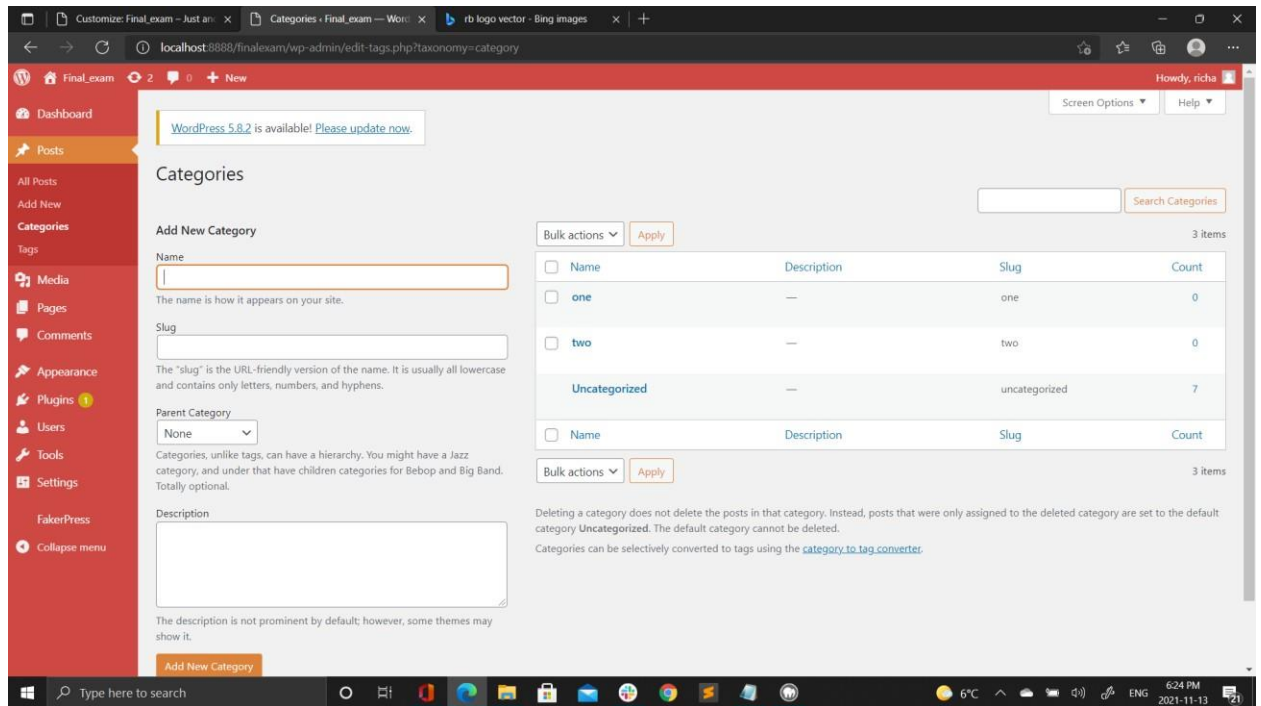 Customize: Final_exam – Just an
Categories ‹ Final_exam — Word
rb logo vector - Bing images
localhost:8888/finalexam/wp-admin/edit-tags.php?taxonomy=category
Final_exam 2 0 + New
Howdy, richa
Dashboard
Posts
All Posts
Add New
Categories
Tags
Media
Pages
Comments
Appearance
Plugins 1
Users
Tools
Settings
FakerPress
Collapse menu
Screen Options ▼
Help ▼
WordPress 5.8.2 is available! Please update now.
Categories
Search Categories
Add New Category
Name
The name is how it appears on your site.
Slug
The “slug” is the URL-friendly version of the name. It is usually all lowercase
and contains only letters, numbers, and hyphens.
Parent Category
None
Categories, unlike tags, can have a hierarchy. You might have a Jazz
category, and under that have children categories for Bebop and Big Band.
Totally optional.
Description
The description is not prominent by default; however, some themes may
show it.
Add New Category
Bulk actions Apply 3 items
Name Description Slug Count
one — one 0
two — two 0
Uncategorized — uncategorized 7
Name Description Slug Count
Bulk actions Apply 3 items
Deleting a category does not delete the posts in that category. Instead, posts that were only assigned to the deleted category are set to the default
category Uncategorized. The default category cannot be deleted.
Categories can be selectively converted to tags using the category to tag converter.
Type here to search
6°C
ENG
6:24 PM
2021-11-13
21